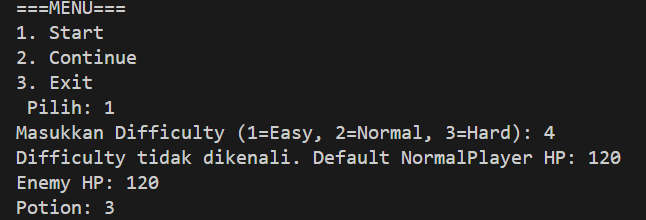 ===MENU===
1. Start
2. Continue
3. Exit
Pilih: 1
Masukkan Difficulty (1=Easy, 2=Normal, 3=Hard): 4
Difficulty tidak dikenali. Default NormalPlayer HP: 120
Enemy HP: 120
Potion: 3